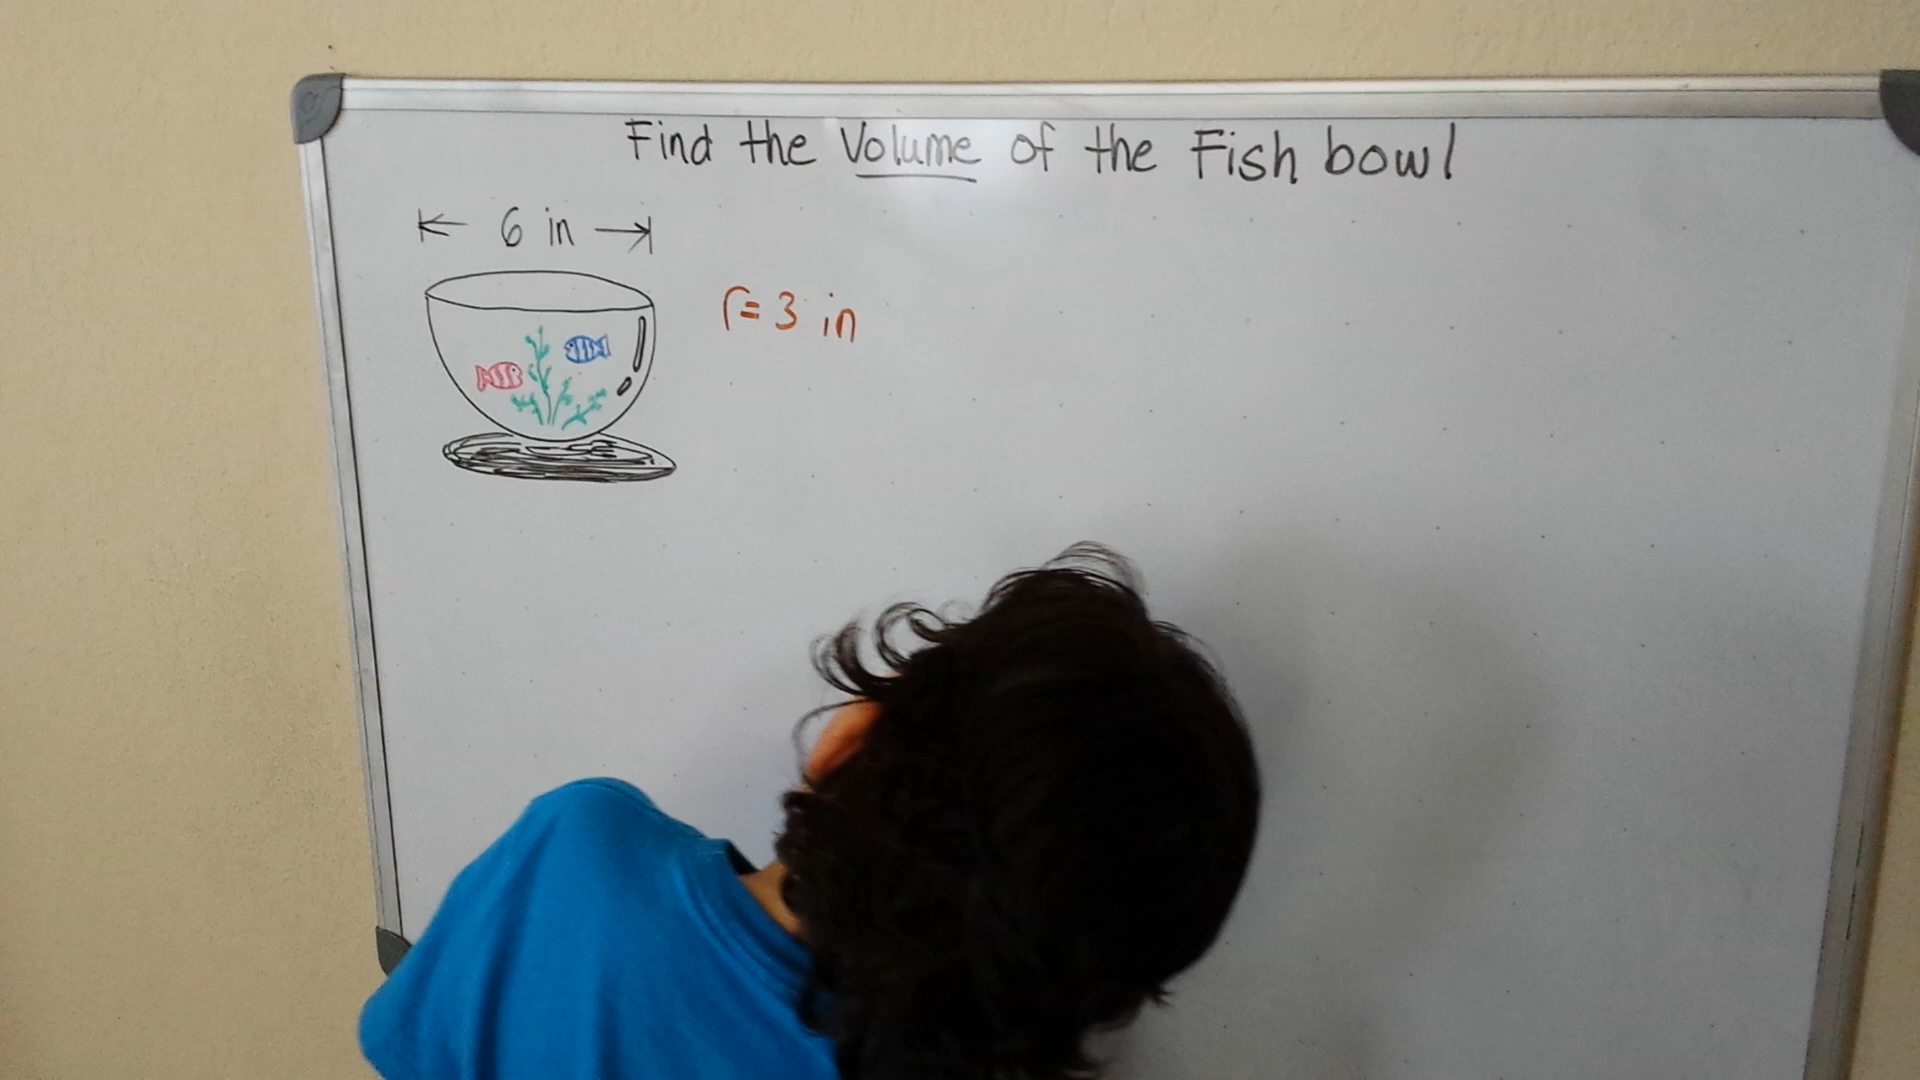 Find the Volume of the Fish bowl
6 in
r= 3 in